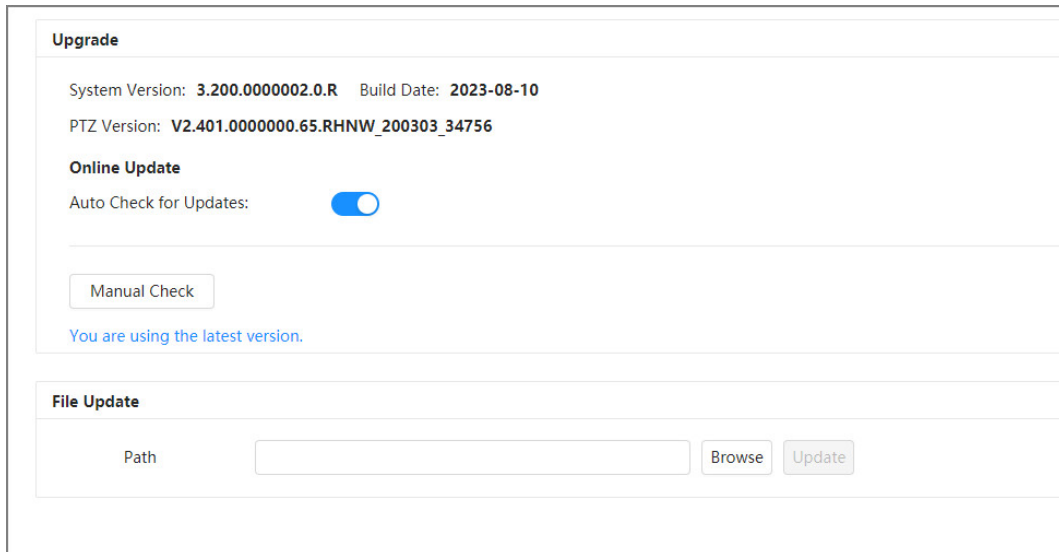 Upgrade
System Version: 3.200.0000002.0.R Build Date: 2023-08-10
PTZ Version: V2.401.0000000.65.RHNW_200303_34756
Online Update
Auto Check for Updates:
Manual Check
You are using the latest version.
File Update
Path Browse Update